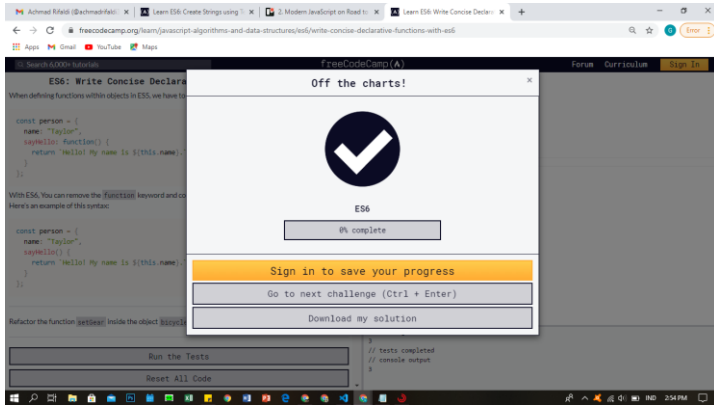 Achmad Rifaldi (@achmadrifaldi
Learn ES6: Create Strings using T
2. Modern JavaScript on Road to
Learn ES6: Write Concise Declara
freecodecamp.org/learn/javascript-algorithms-and-data-structures/es6/write-concise-declarative-functions-with-es6
G
Error
Apps
Gmail
YouTube
Maps
Search 6,000+ tutorials
freeCodeCamp(
)
Forum
Curriculum
Sign In
ES6: Write Concise Declara
When defining functions within objects in ES5, we have to
const person = {
name: "Taylor",
sayHello: function() {
return `Hello! My name is ${this.name}.`
}
};
With ES6, You can remove the function keyword and co
Here's an example of this syntax:
const person = {
name: "Taylor",
sayHello() {
return `Hello! My name is ${this.name}.
}
};
Refactor the function setGear inside the object bicycle
Run the Tests
Reset All Code
Off the charts!
×
ES6
0% complete
Sign in to save your progress
Go to next challenge (Ctrl + Enter)
Download my solution
3
// tests completed
// console output
3
IND
2:54 PM